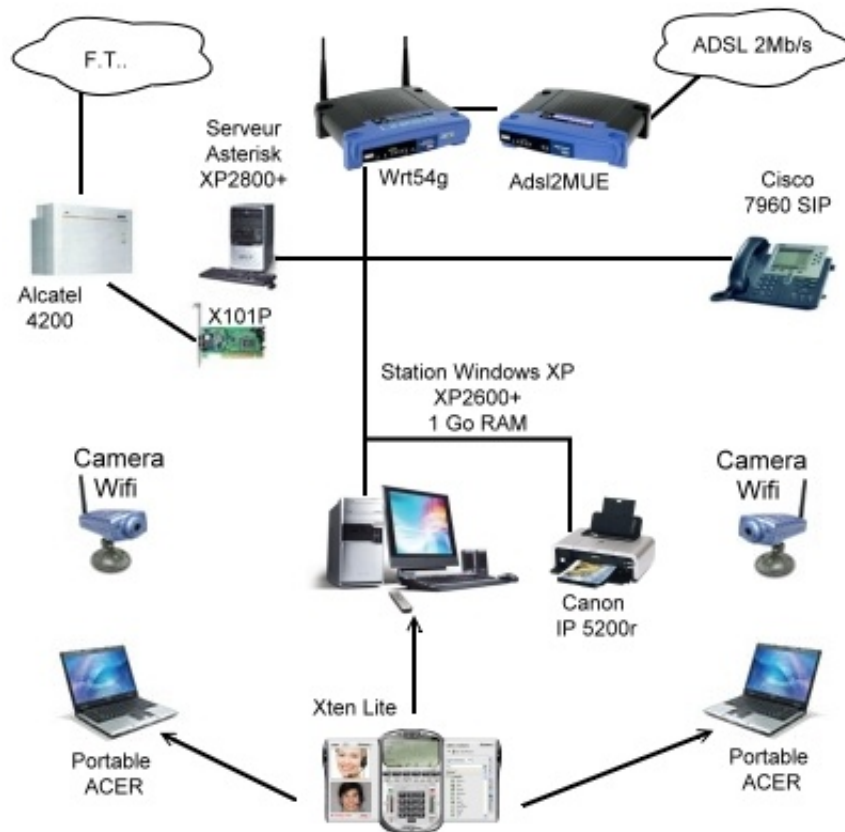 F.T..
ADSL 2Mb/s
Serveur
Asterisk
XP2800+
Wrt54g
Adsl2MUE
Cisco
7960 SIP
Alcatel
4200
X101P
Station Windows XP
XP2600+
1 Go RAM
Camera
Wifi
Camera
Wifi
Canon
IP 5200r
Xten Lite
Portable
ACER
Portable
ACER